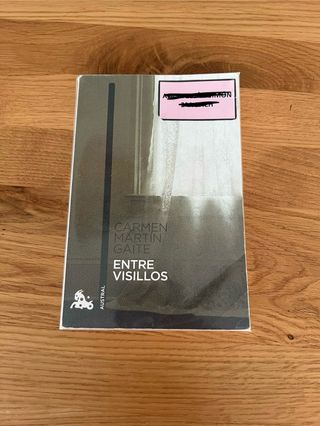 CARMEN
MARTÍN
GAITE
ENTRE
VISILLOS
AUSTRAL